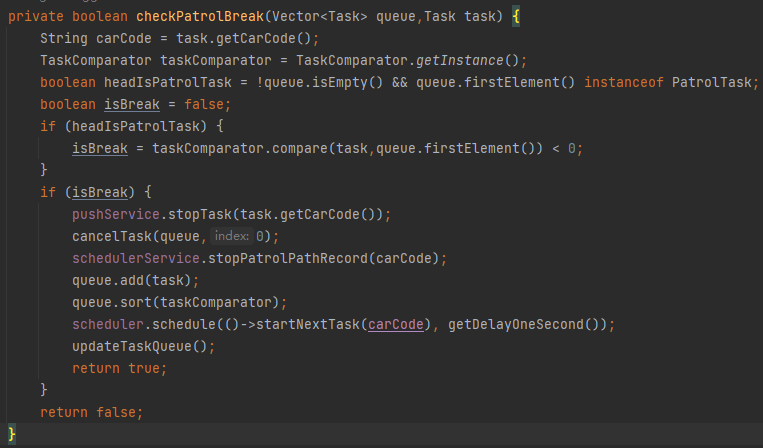 private boolean checkPatrolBreak(Vector<Task> queue,Task task) {
    String carCode = task.getCarCode();
    TaskComparator taskComparator = TaskComparator.getInstance();
    boolean headIsPatrolTask = !queue.isEmpty() && queue.firstElement() instanceof PatrolTask;
    boolean isBreak = false;
    if (headIsPatrolTask) {
        isBreak = taskComparator.compare(task,queue.firstElement()) < 0;
    }
    if (isBreak) {
        pushService.stopTask(task.getCarCode());
        cancelTask(queue, index: 0);
        schedulerService.stopPatrolPathRecord(carCode);
        queue.add(task);
        queue.sort(taskComparator);
        scheduler.schedule(()->startNextTask(carCode), getDelayOneSecond());
        updateTaskQueue();
        return true;
    }
    return false;
}